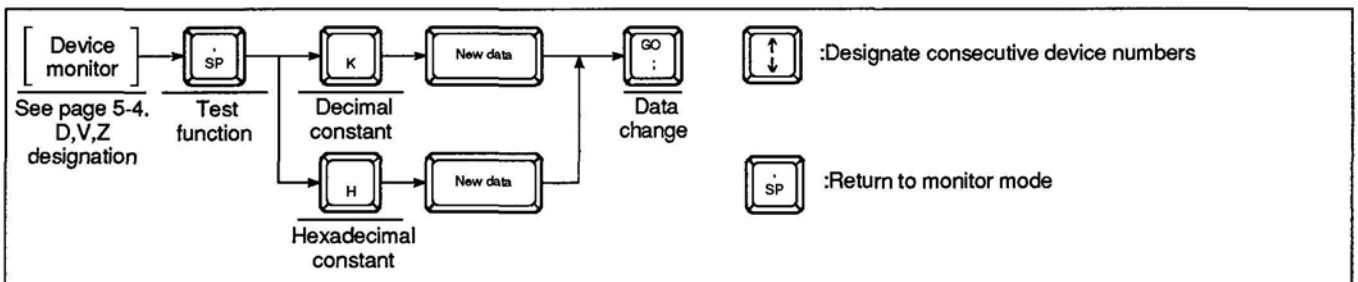 Device
monitor
See page 5-4.
D,V,Z
designation
'
SP
Test
function
K
Decimal
constant
New data
H
Hexadecimal
constant
New data
GO
;
Data
change
↑
↓
:Designate consecutive device numbers
'
SP
:Return to monitor mode